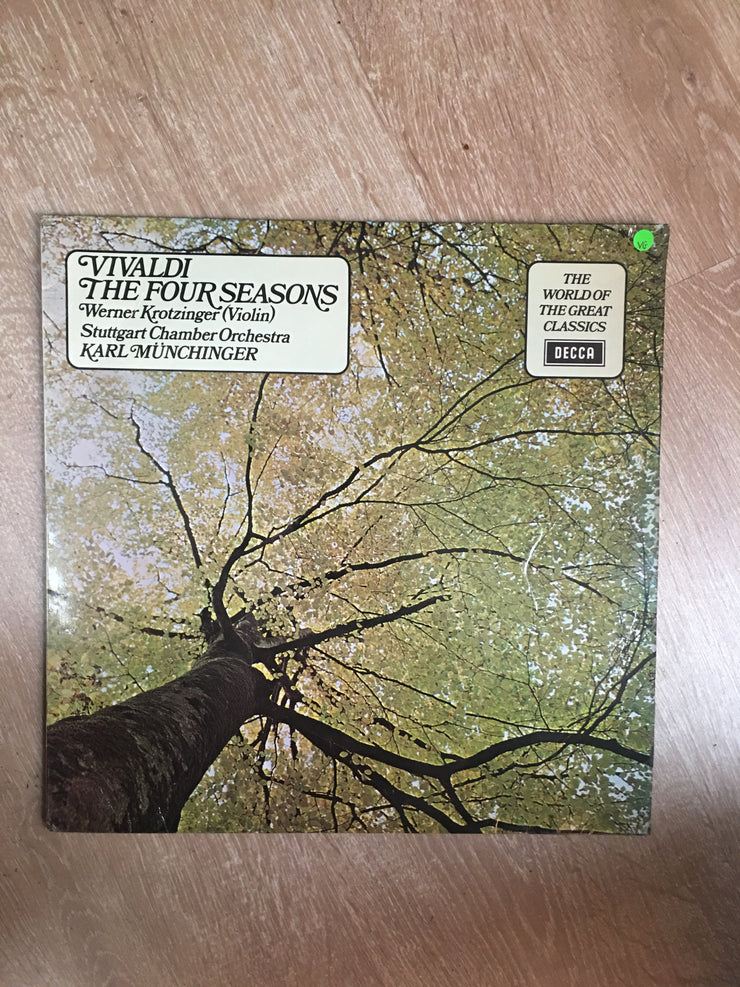 VIVALDI
THE FOUR SEASONS
Werner Krotzinger (Violin)
Stuttgart Chamber Orchestra
KARL MÜNCHINGER
THE
WORLD OF
THE GREAT
CLASSICS
DECCA
VG